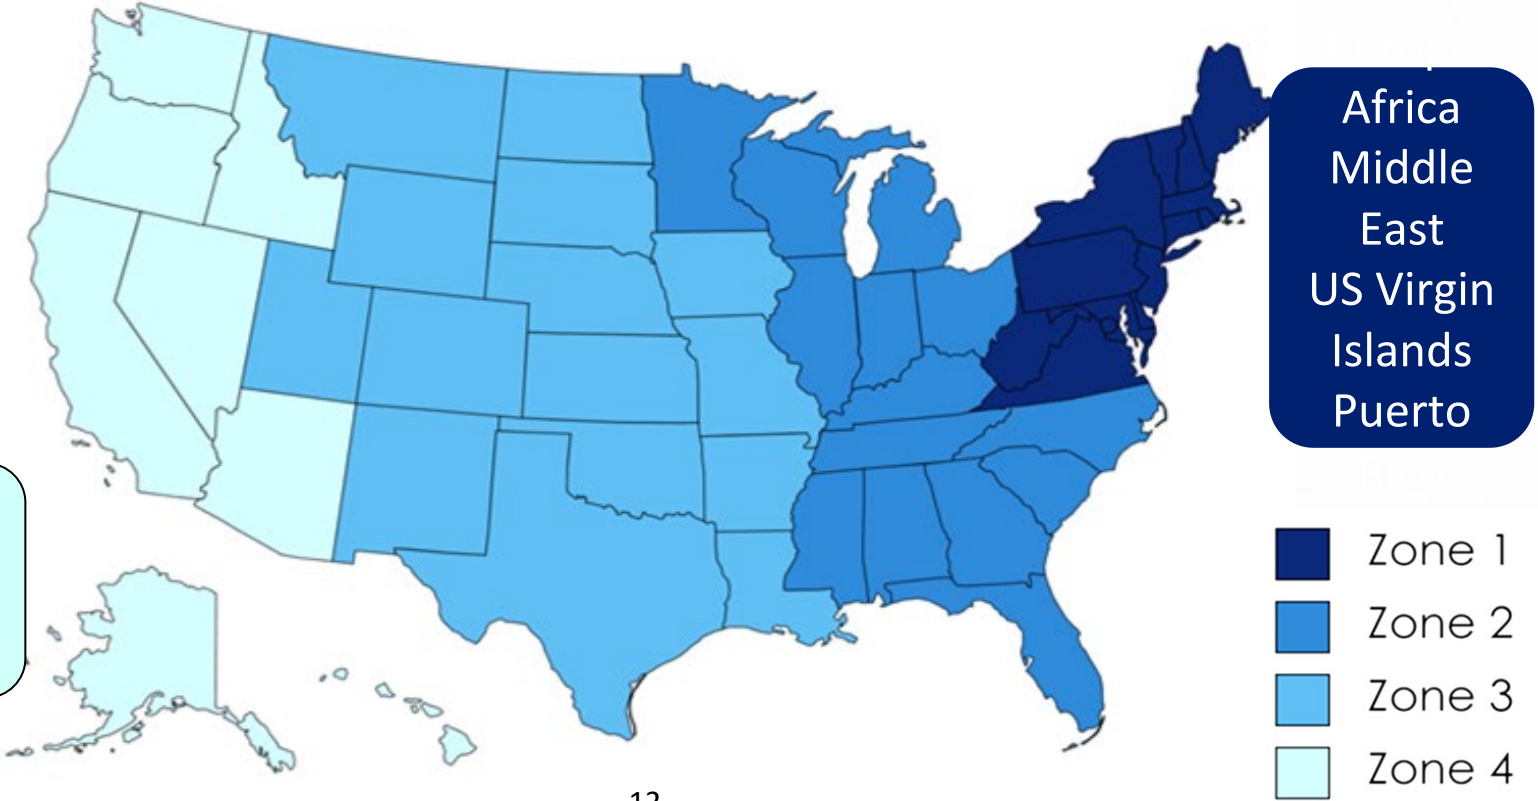 Africa
Middle
East
US Virgin
Islands
Puerto
Zone 1
Zone 2
Zone 3
Zone 4